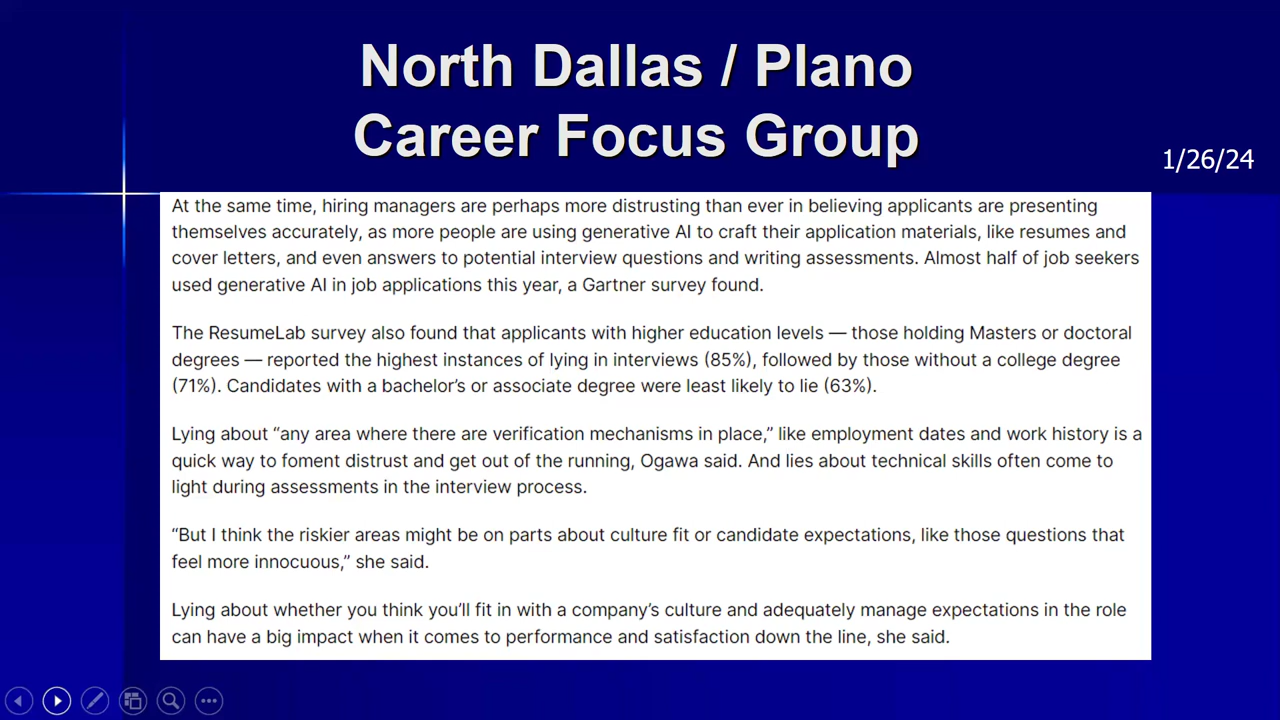 North Dallas / Plano
Career Focus Group
1/26/24
At the same time, hiring managers are perhaps more distrusting than ever in believing applicants are presenting
themselves accurately, as more people are using generative AI to craft their application materials, like resumes and
cover letters, and even answers to potential interview questions and writing assessments. Almost half of job seekers
used generative AI in job applications this year, a Gartner survey found.
The ResumeLab survey also found that applicants with higher education levels — those holding Masters or doctoral
degrees — reported the highest instances of lying in interviews (85%), followed by those without a college degree
(71%). Candidates with a bachelor’s or associate degree were least likely to lie (63%).
Lying about “any area where there are verification mechanisms in place,” like employment dates and work history is a
quick way to foment distrust and get out of the running, Ogawa said. And lies about technical skills often come to
light during assessments in the interview process.
“But I think the riskier areas might be on parts about culture fit or candidate expectations, like those questions that
feel more innocuous,” she said.
Lying about whether you think you’ll fit in with a company’s culture and adequately manage expectations in the role
can have a big impact when it comes to performance and satisfaction down the line, she said.